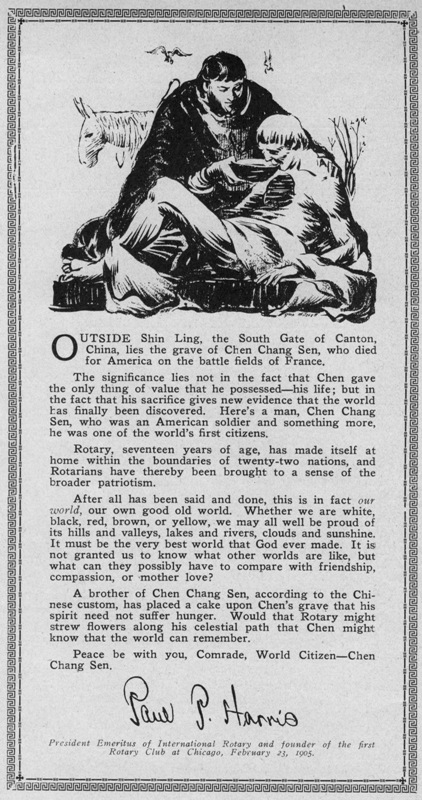 OUTSIDE Shin Ling, the South Gate of Canton,
China, lies the grave of Chen Chang Sen, who died
for America on the battle fields of France.
The significance lies not in the fact that Chen gave
the only thing of value that he possessed—his life; but in
the fact that his sacrifice gives new evidence that the world
has finally been discovered. Here's a man, Chen Chang
Sen, who was an American soldier and something more,
he was one of the world's first citizens.
Rotary, seventeen years of age, has made itself at
home within the boundaries of twenty-two nations, and
Rotarians have thereby been brought to a sense of the
broader patriotism.
After all has been said and done, this is in fact our
world, our own good old world. Whether we are white,
black, red, brown, or yellow, we may all well be proud of
its hills and valleys, lakes and rivers, clouds and sunshine.
It must be the very best world that God ever made. It is
not granted us to know what other worlds are like, but
what can they possibly have to compare with friendship,
compassion, or mother love?
A brother of Chen Chang Sen, according to the Chi-
nese custom, has placed a cake upon Chen's grave that his
spirit need not suffer hunger. Would that Rotary might
strew flowers along his celestial path that Chen might
know that the world can remember.
Peace be with you, Comrade, World Citizen—Chen
Chang Sen.
Paul P. Harris
President Emeritus of International Rotary and founder of the first
Rotary Club at Chicago, February 23, 1905.